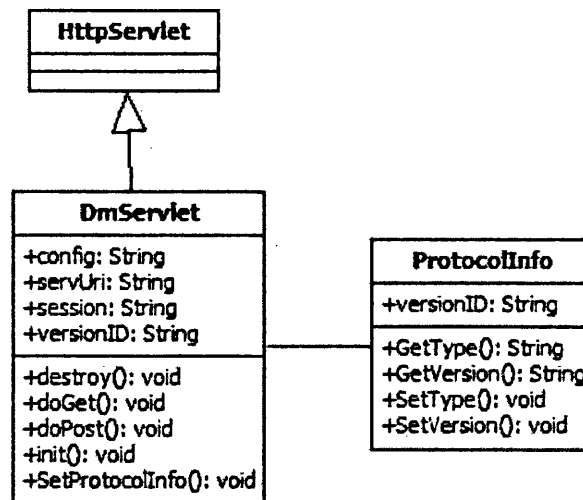 HttpServlet
DmServlet
+config: String
+servUri: String
+session: String
+versionID: String
+destroy(): void
+doGet(): void
+doPost(): void
+init(): void
+SetProtocolInfo(): void
ProtocolInfo
+versionID: String
+GetType(): String
+GetVersion(): String
+SetType(): void
+SetVersion(): void